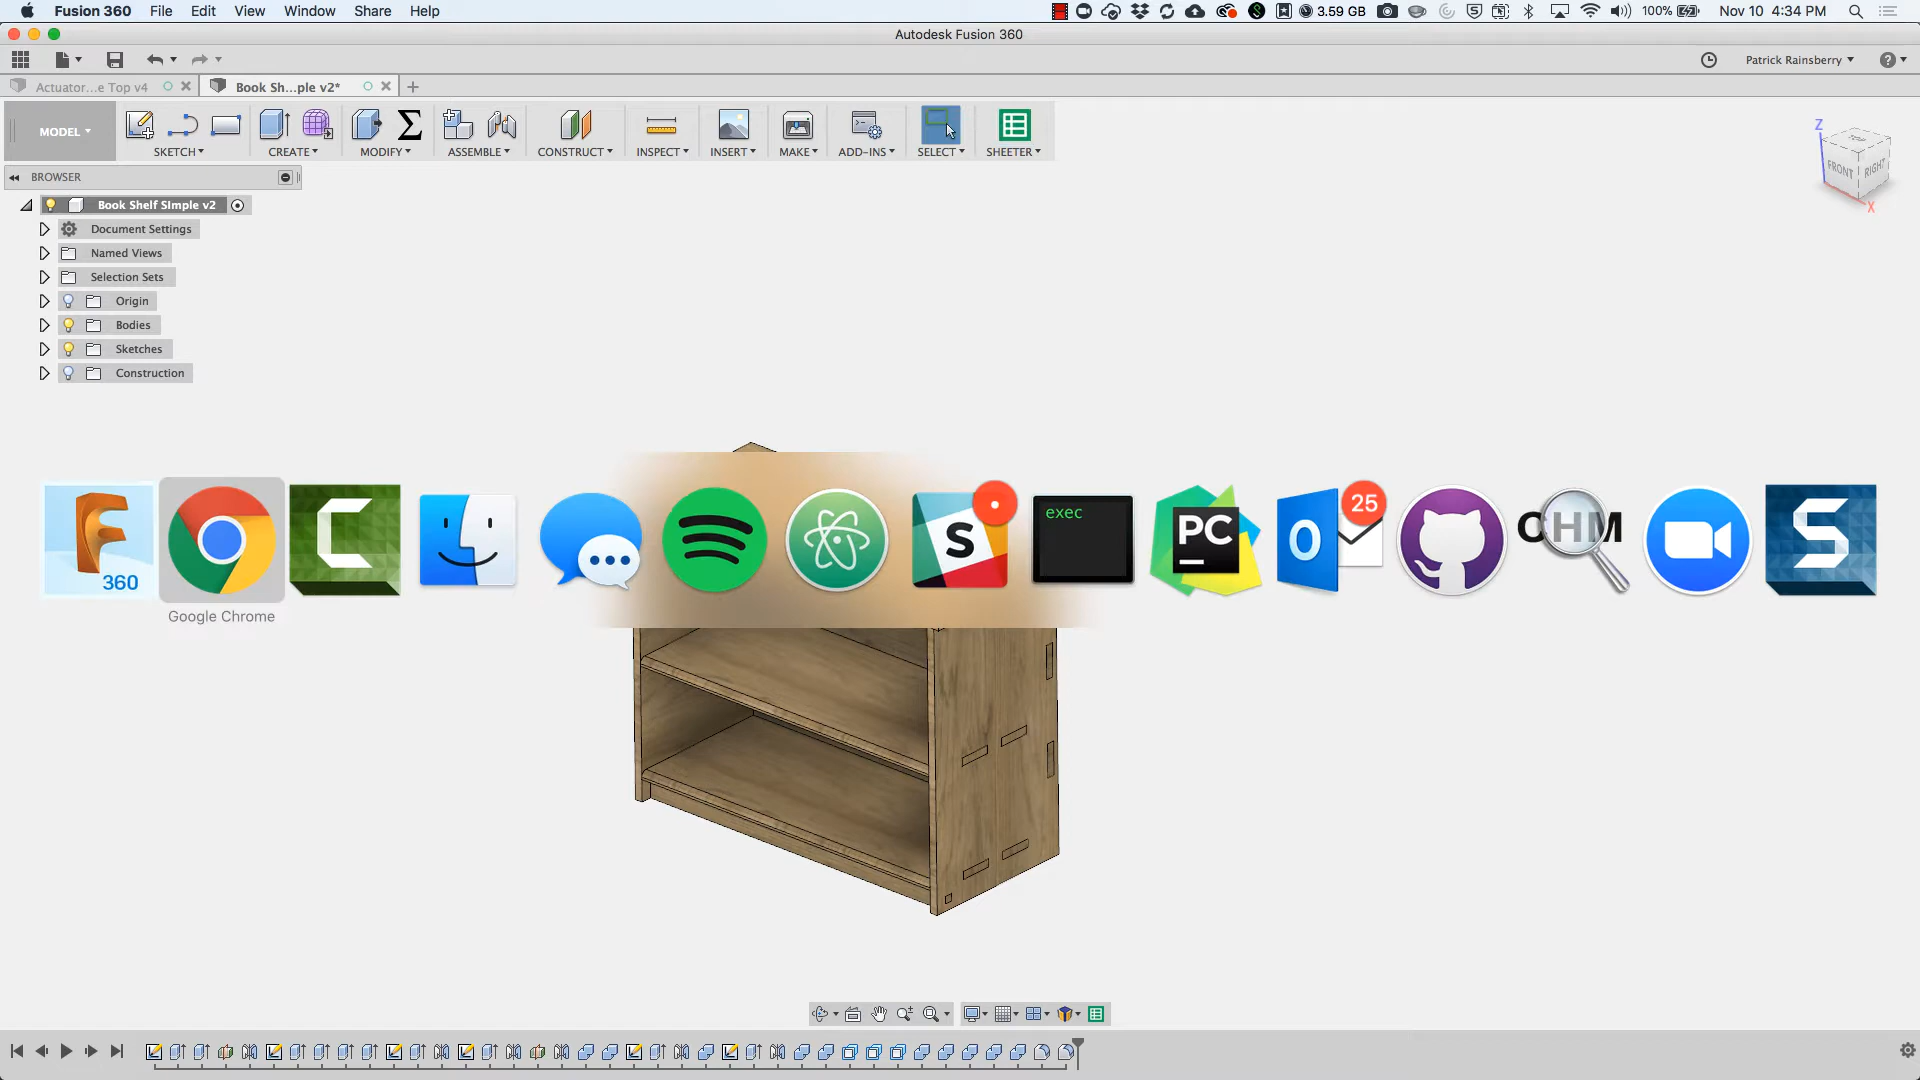 Fusion 360 File Edit View Window Share Help 3.59 GB 100% Nov 10 4:34 PM
Autodesk Fusion 360
Patrick Rainsberry
Actuator...e Top v4 Book Sh...ple v2*
MODEL SKETCH CREATE MODIFY ASSEMBLE CONSTRUCT INSPECT INSERT MAKE ADD-INS SELECT SHEETER
Z
FRONT RIGHT
X
BROWSER
Book Shelf SImple v2
Document Settings
Named Views
Selection Sets
Origin
Bodies
Sketches
Construction
360
S
exec
PC
O
25
CHM
S
Google Chrome